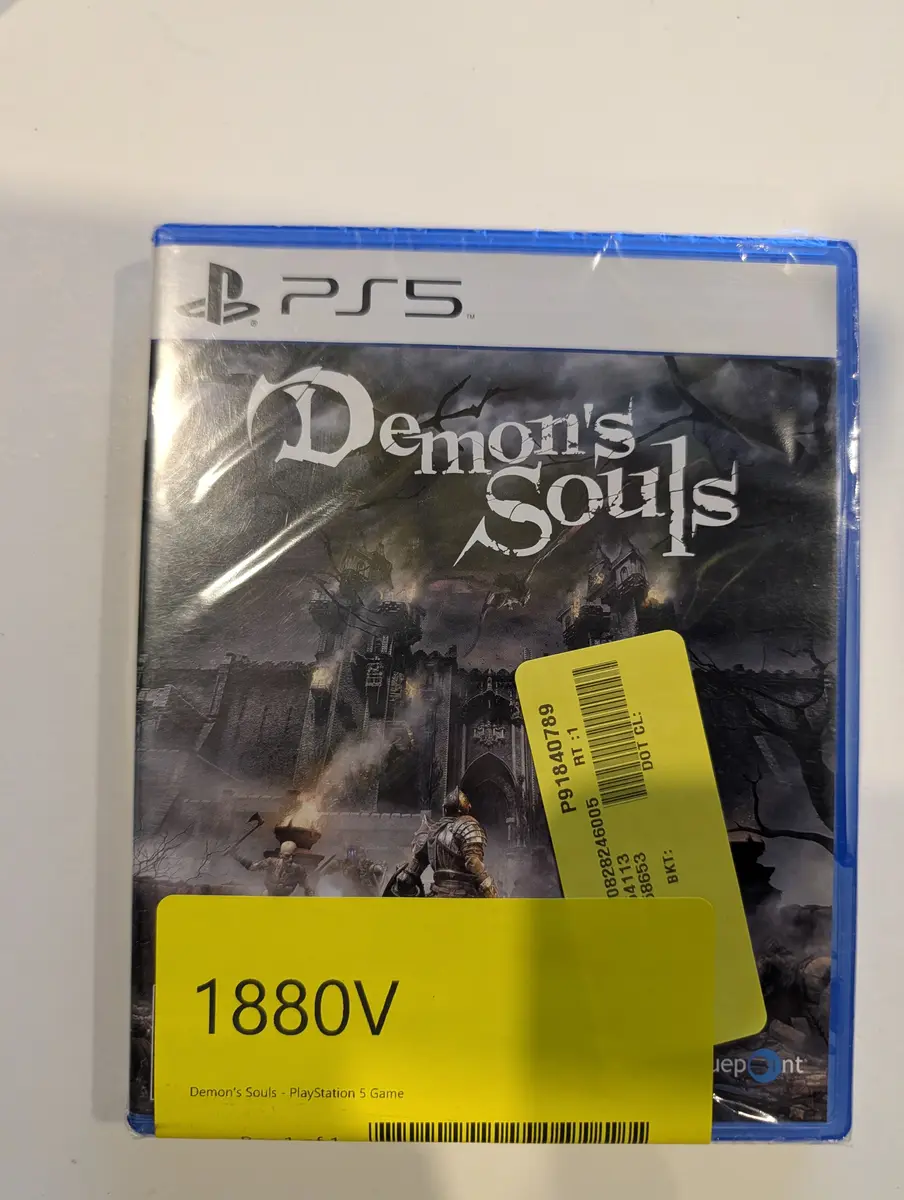 PS5
Demon's
Souls
P91840789
RT :1
DOT CL:
BKT:
1880V
Demon's Souls - PlayStation 5 Game